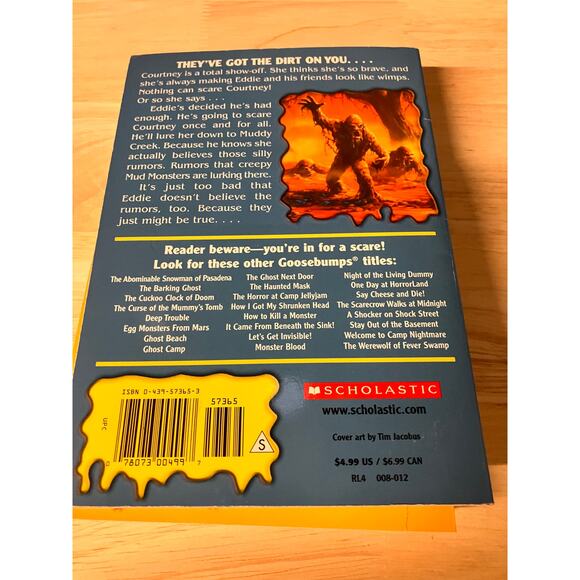 THEY'VE GOT THE DIRT ON YOU. . . .
Courtney is a total show-off. She thinks she's so brave, and
she's always making Eddie and his friends look like wimps.
Nothing can scare Courtney!
Or so she says . . .
Eddie's decided he's had
enough. He's going to scare
Courtney once and for all.
He'll lure her down to Muddy
Creek. Because he knows she
actually believes those silly
rumors. Rumors that creepy
Mud Monsters are lurking there.
It's just too bad that
Eddie doesn't believe the
rumors, too. Because they
just might be true. . . .
Reader beware—you're in for a scare!
Look for these other Goosebumps® titles:
The Abominable Snowman of Pasadena
The Barking Ghost
The Cuckoo Clock of Doom
The Curse of the Mummy's Tomb
Deep Trouble
Egg Monsters From Mars
Ghost Beach
Ghost Camp
The Ghost Next Door
The Haunted Mask
The Horror at Camp Jellyjam
How I Got My Shrunken Head
How to Kill a Monster
It Came From Beneath the Sink!
Let's Get Invisible!
Monster Blood
Night of the Living Dummy
One Day at HorrorLand
Say Cheese and Die!
The Scarecrow Walks at Midnight
A Shocker on Shock Street
Stay Out of the Basement
Welcome to Camp Nightmare
The Werewolf of Fever Swamp
ISBN 0-439-57365-3
57365
UPC
0 78073 00499 7
S
SCHOLASTIC
www.scholastic.com
Cover art by Tim Jacobus
$4.99 US / $6.99 CAN
RL4 008-012